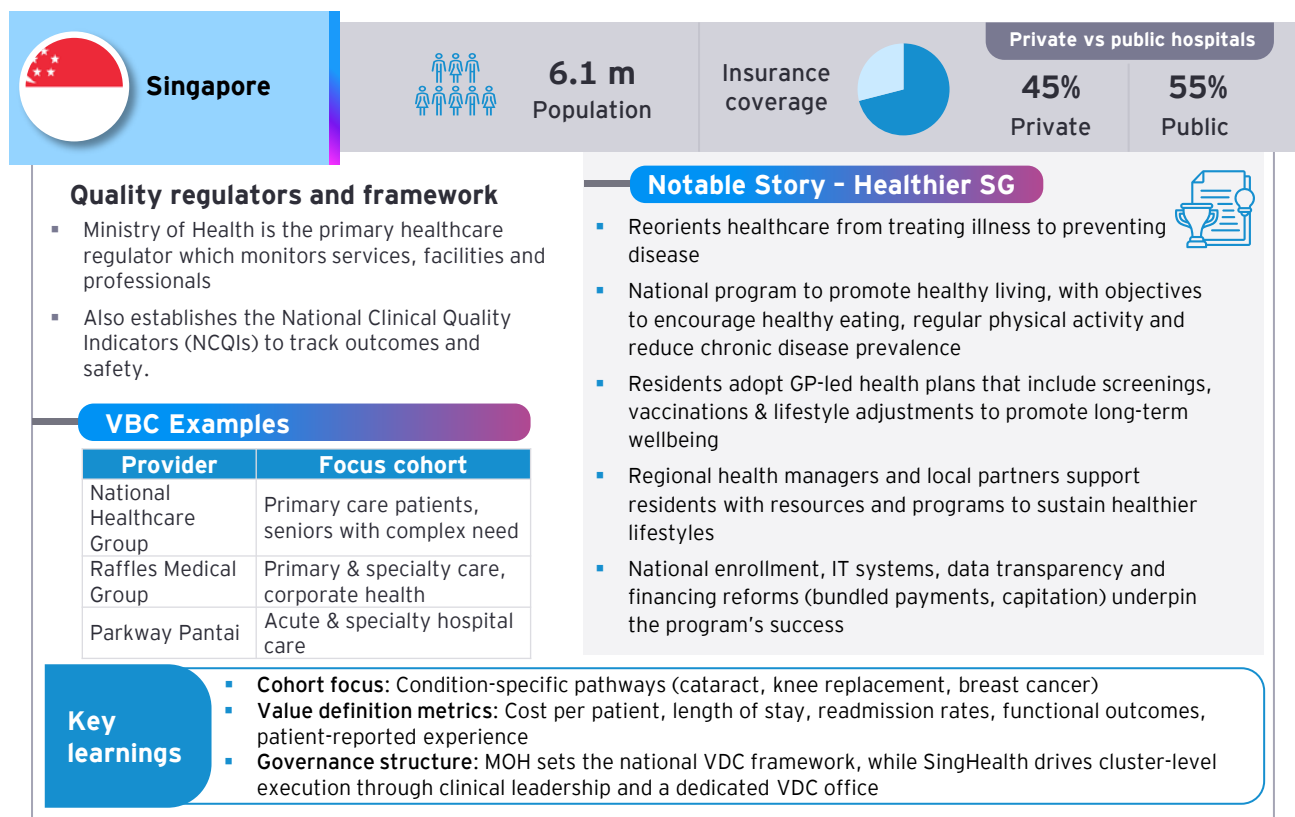 Singapore
6.1 m
Population
Insurance
coverage
Private vs public hospitals
45%
Private
55%
Public
Quality regulators and framework
▪ Ministry of Health is the primary healthcare
regulator which monitors services, facilities and
professionals
▪ Also establishes the National Clinical Quality
Indicators (NCQIs) to track outcomes and
safety.
VBC Examples
Provider
Focus cohort
National
Healthcare
Group
Primary care patients,
seniors with complex need
Raffles Medical
Group
Primary & specialty care,
corporate health
Parkway Pantai
Acute & specialty hospital
care
Notable Story – Healthier SG
▪ Reorients healthcare from treating illness to preventing
disease
▪ National program to promote healthy living, with objectives
to encourage healthy eating, regular physical activity and
reduce chronic disease prevalence
▪ Residents adopt GP-led health plans that include screenings,
vaccinations & lifestyle adjustments to promote long-term
wellbeing
▪ Regional health managers and local partners support
residents with resources and programs to sustain healthier
lifestyles
▪ National enrollment, IT systems, data transparency and
financing reforms (bundled payments, capitation) underpin
the program's success
Key
learnings
▪ Cohort focus: Condition-specific pathways (cataract, knee replacement, breast cancer)
▪ Value definition metrics: Cost per patient, length of stay, readmission rates, functional outcomes,
patient-reported experience
▪ Governance structure: MOH sets the national VDC framework, while SingHealth drives cluster-level
execution through clinical leadership and a dedicated VDC office